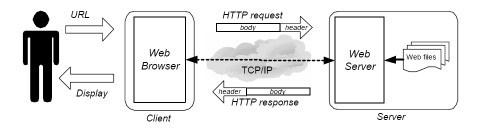 URL
HTTP request
body header
Web
Browser
TCP/IP
Web
Server
Web files
Display
header body
HTTP response
Client
Server